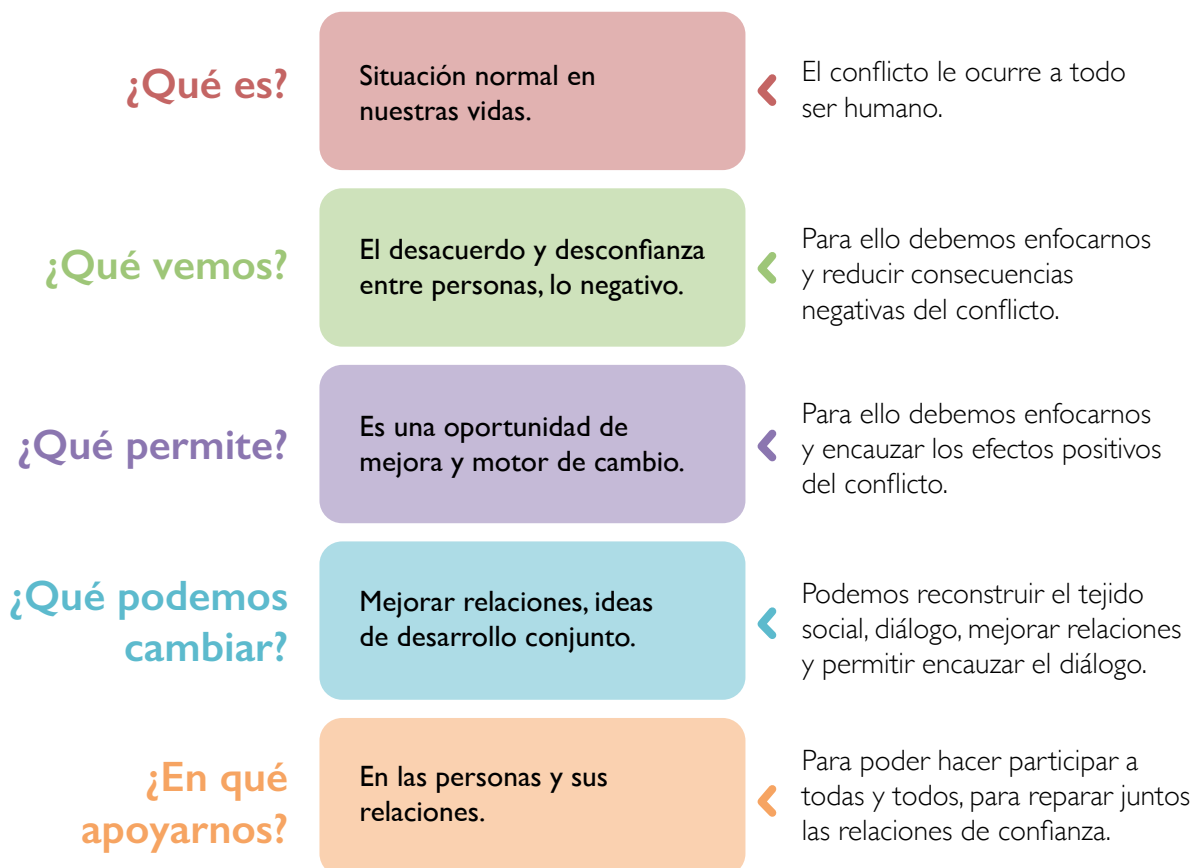 ¿Qué es?
Situación normal en
nuestras vidas.
El conflicto le ocurre a todo
ser humano.
¿Qué vemos?
El desacuerdo y desconfianza
entre personas, lo negativo.
Para ello debemos enfocarnos
y reducir consecuencias
negativas del conflicto.
¿Qué permite?
Es una oportunidad de
mejora y motor de cambio.
Para ello debemos enfocarnos
y encauzar los efectos positivos
del conflicto.
¿Qué podemos
cambiar?
Mejorar relaciones, ideas
de desarrollo conjunto.
Podemos reconstruir el tejido
social, diálogo, mejorar relaciones
y permitir encauzar el diálogo.
¿En qué
apoyarnos?
En las personas y sus
relaciones.
Para poder hacer participar a
todas y todos, para reparar juntos
las relaciones de confianza.